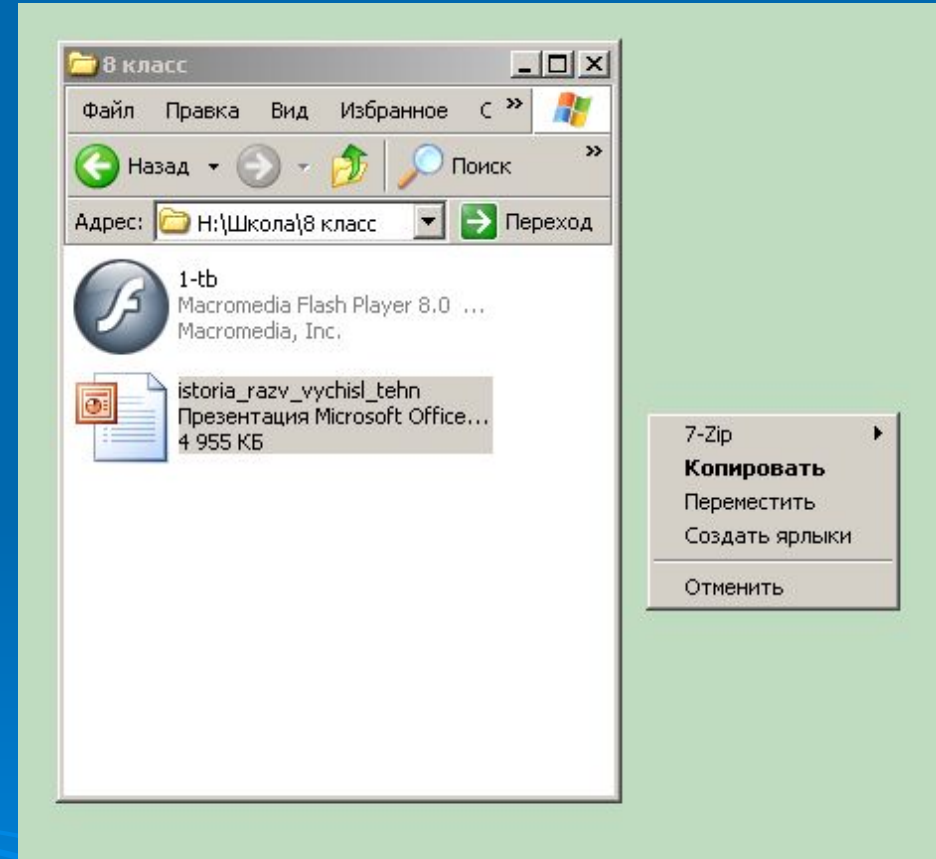 8 класс
Файл Правка Вид Избранное С »
Назад Поиск »
Адрес: H:\Школа\8 класс Переход
1-tb
Macromedia Flash Player 8.0 ...
Macromedia, Inc.
istoria_razv_vychisl_tehn
Презентация Microsoft Office...
4 955 КБ
7-Zip
Копировать
Переместить
Создать ярлыки
Отменить